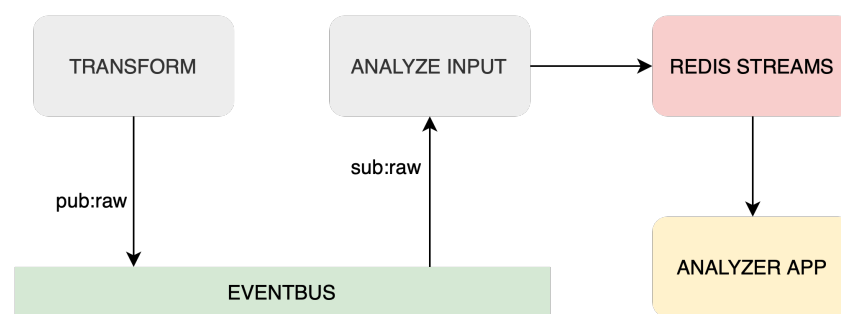 TRANSFORM
ANALYZE INPUT
REDIS STREAMS
sub:raw
pub:raw
ANALYZER APP
EVENTBUS